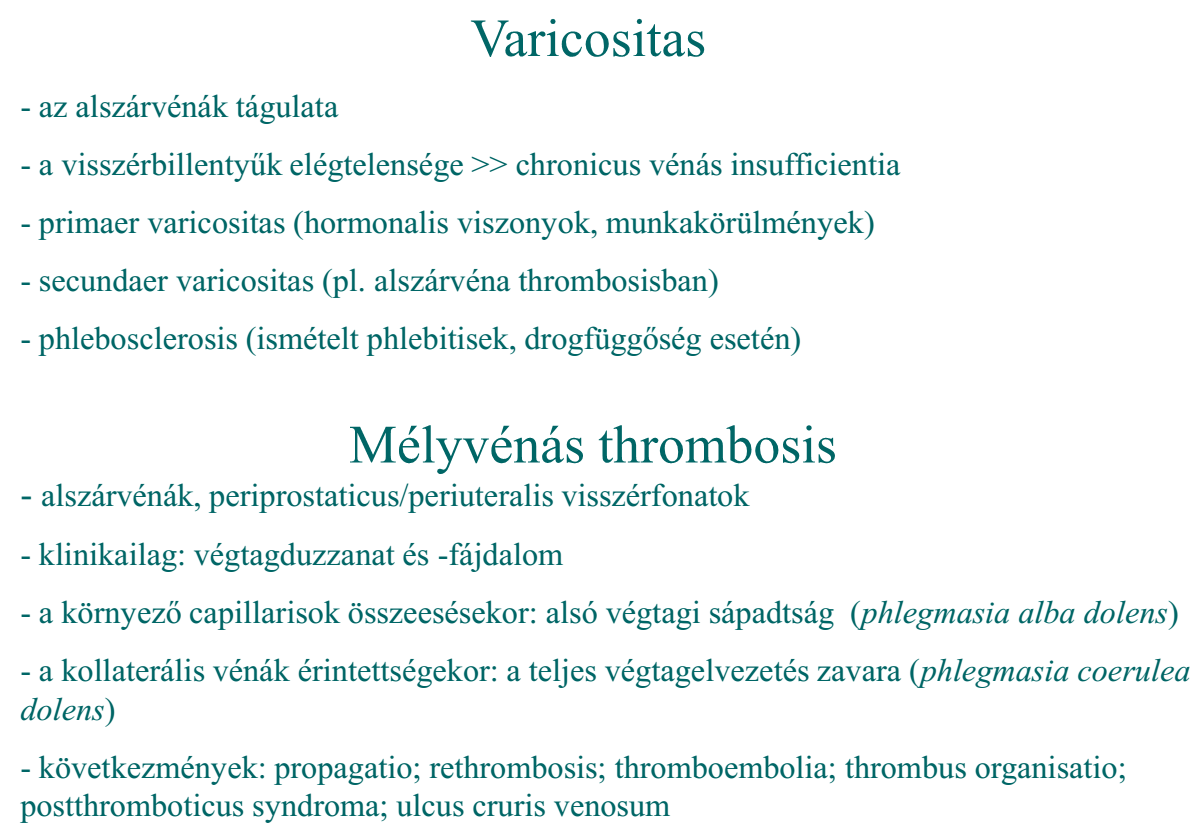 Varicositas
- az alszárvénák tágulata
- a visszérbillentyűk elégtelensége >> chronicus vénás insufficientia
- primaer varicositas (hormonalis viszonyok, munkakörülmények)
- secundaer varicositas (pl. alszárvéna thrombosisban)
- phlebosclerosis (ismételt phlebitisek, drogfüggőség esetén)
Mélyvénás thrombosis
- alszárvénák, periprostaticus/periuteralis visszérfonatok
- klinikailag: végtagduzzanat és -fájdalom
- a környező capillarisok összeesésekor: alsó végtagi sápadtság  (phlegmasia alba dolens)
- a kollaterális vénák érintettségekor: a teljes végtagelvezetés zavara (phlegmasia coerulea
dolens)
- következmények: propagatio; rethrombosis; thromboembolia; thrombus organisatio;
postthromboticus syndroma; ulcus cruris venosum